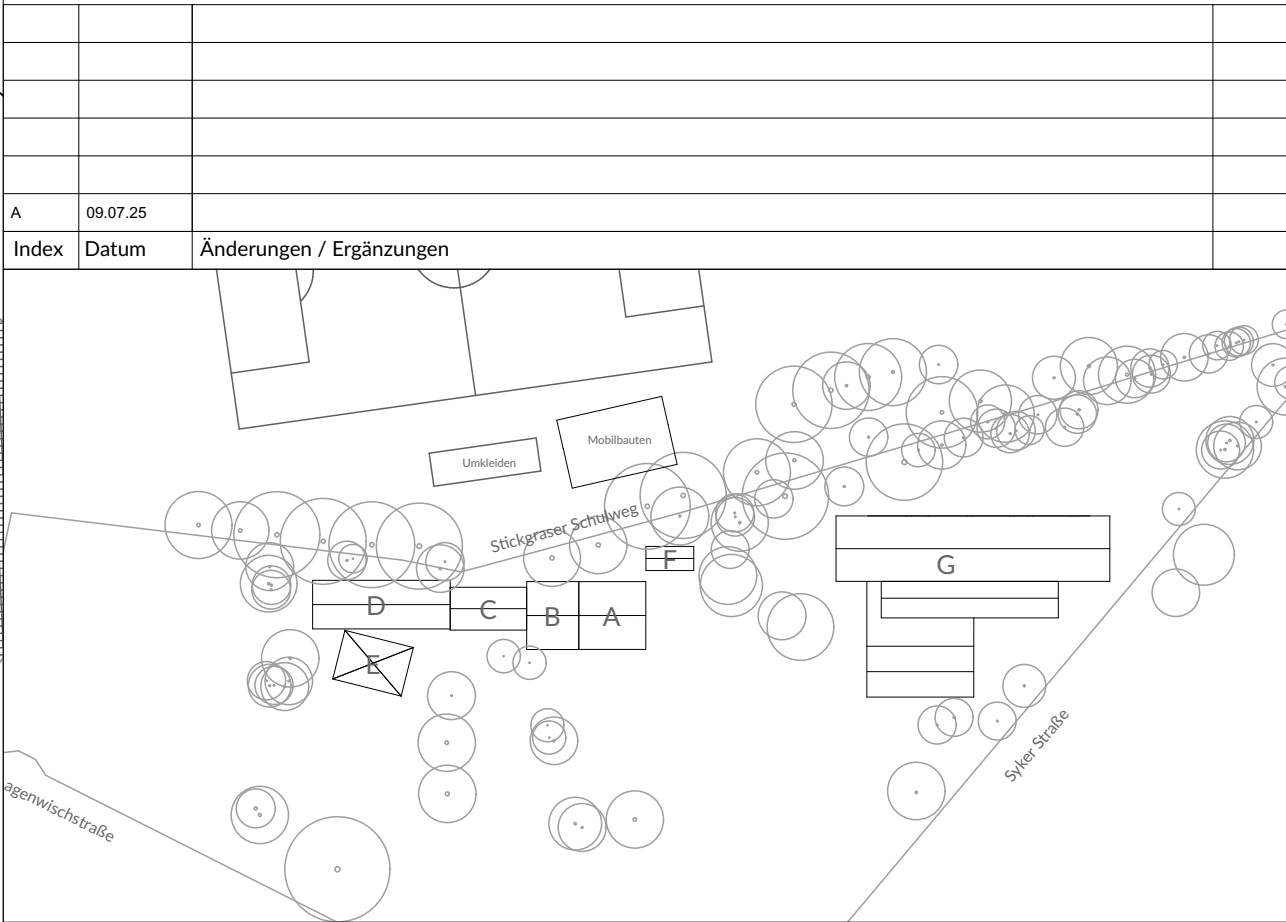 A 09.07.25
Index Datum Änderungen / Ergänzungen
Mobilbauten
Umkleiden
Stickgraser Schulweg
F
G
D
C
B
A
E
Syker Straße
agenwischstraße